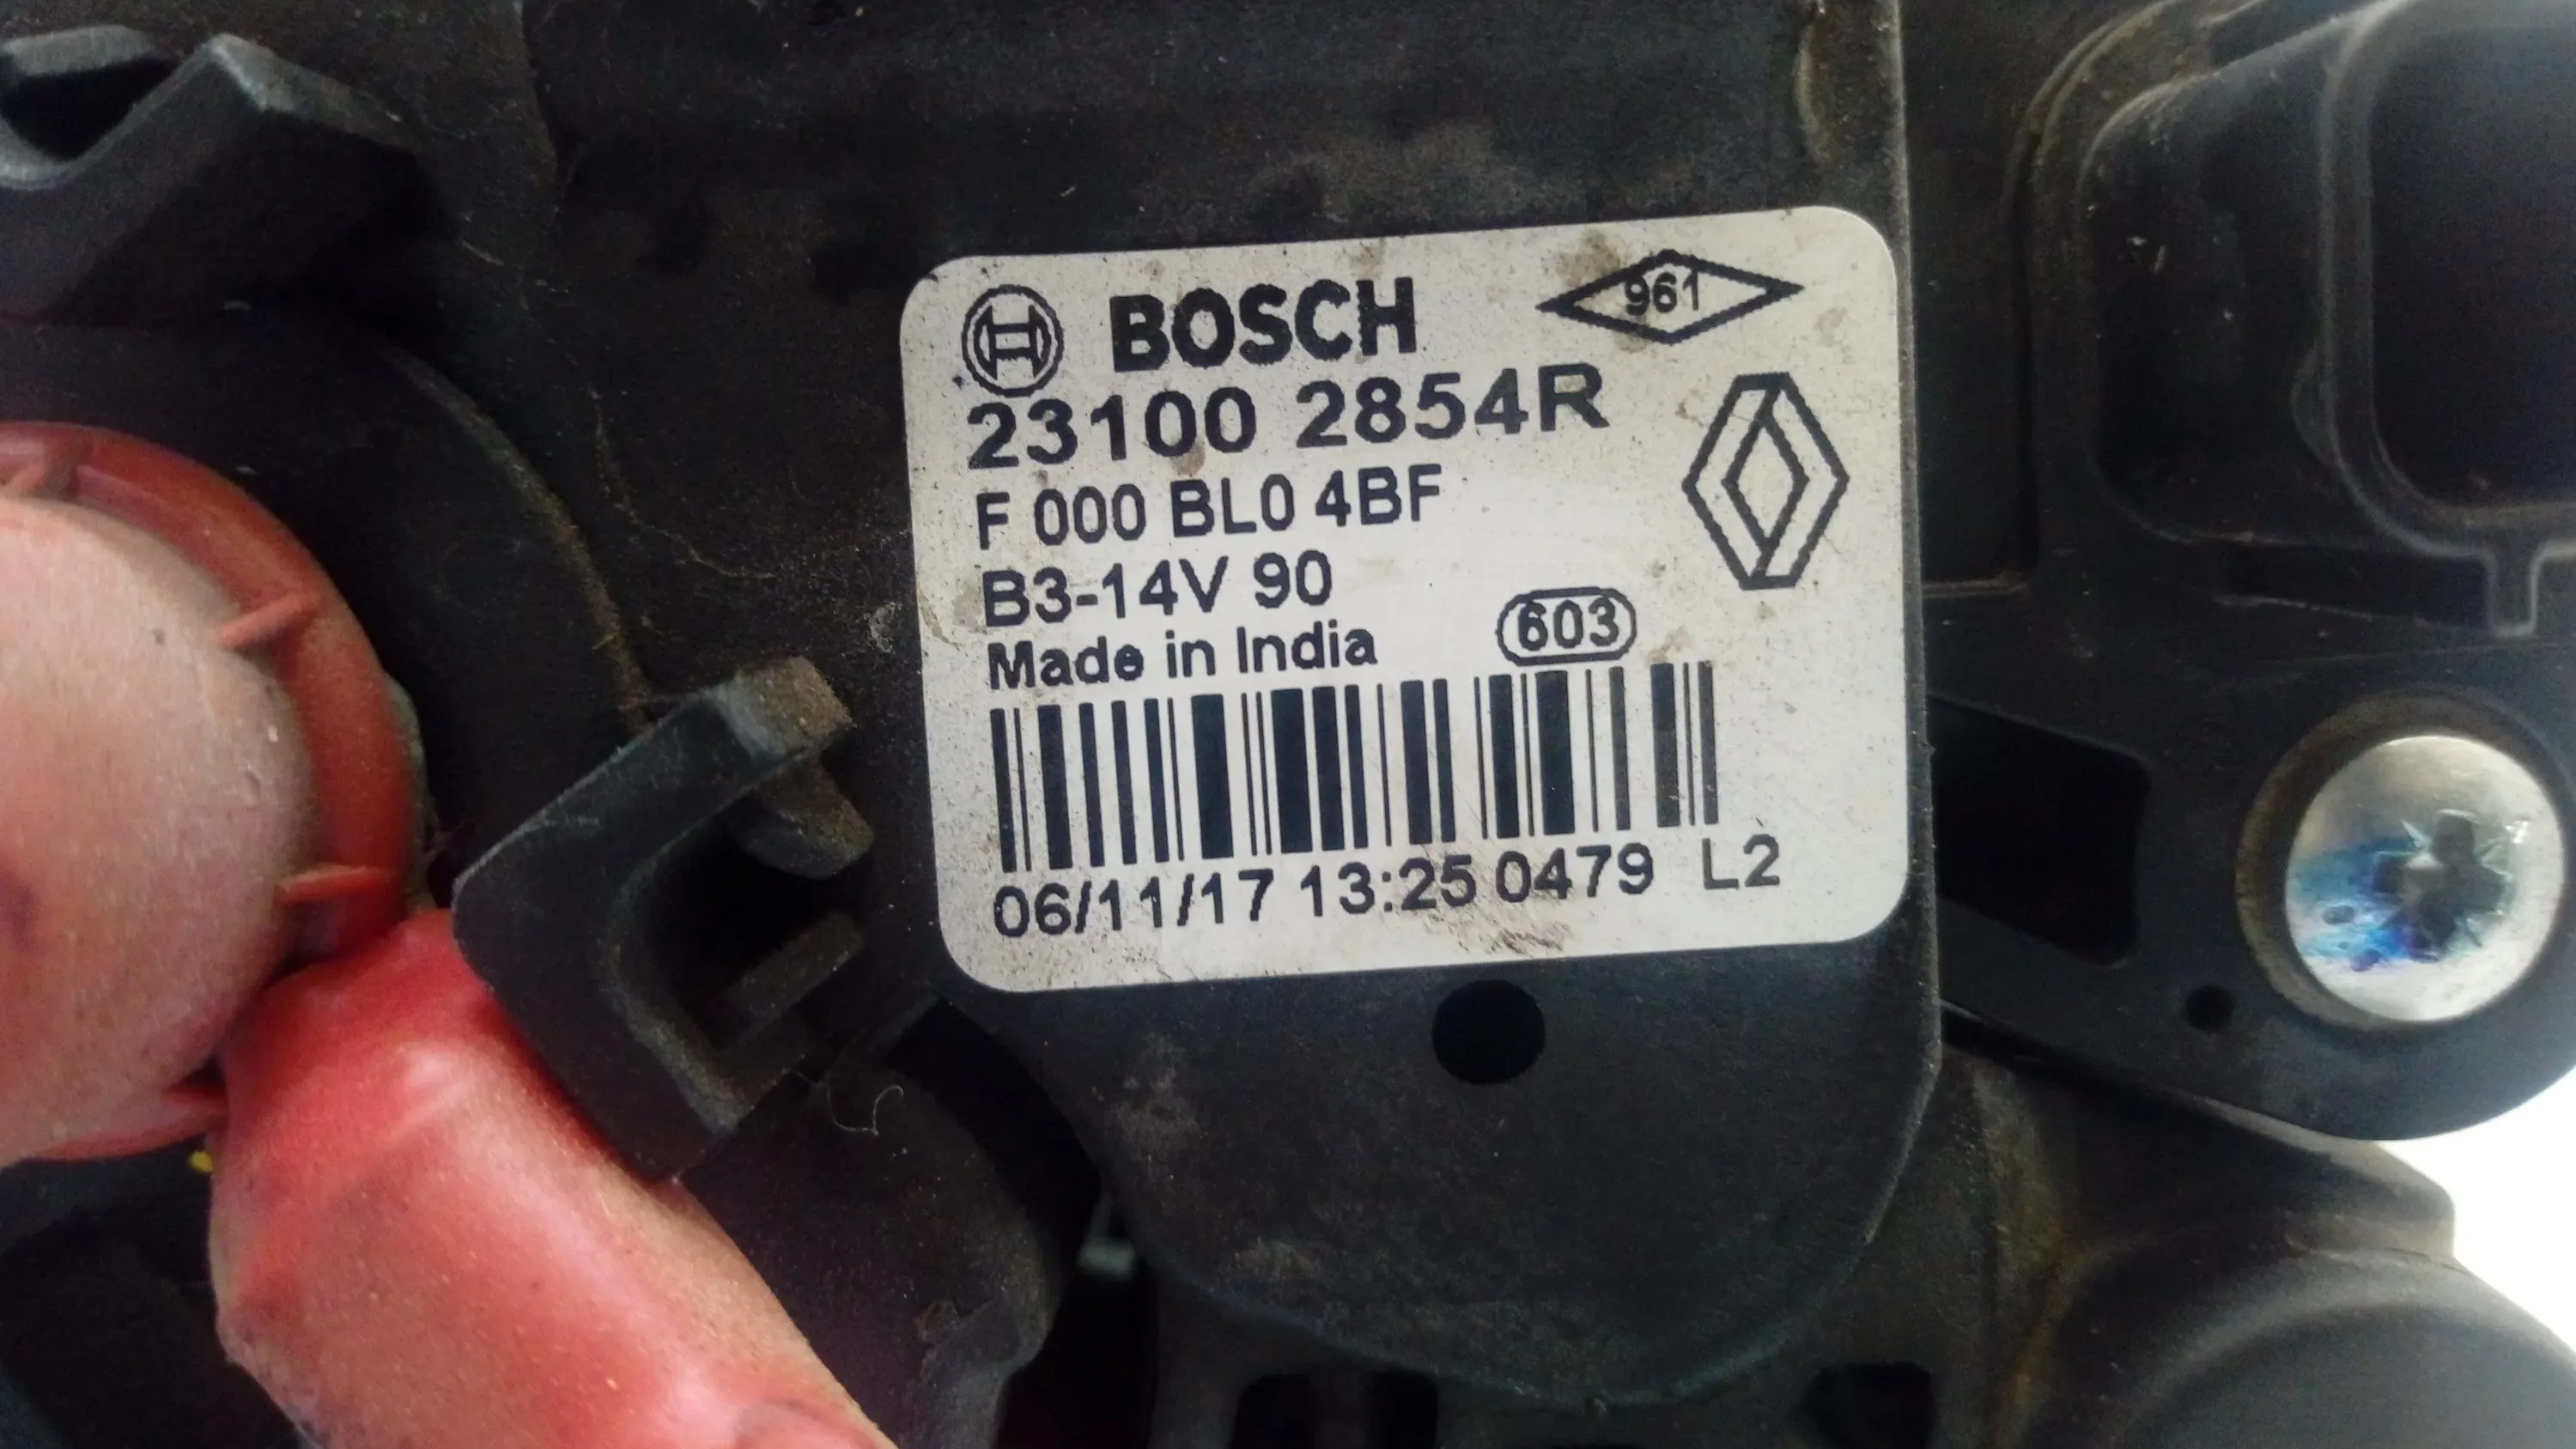 BOSCH 961
23100 2854R
F 000 BL0 4BF
B3-14V 90
Made in India 603
06/11/17 13:25 0479 L2